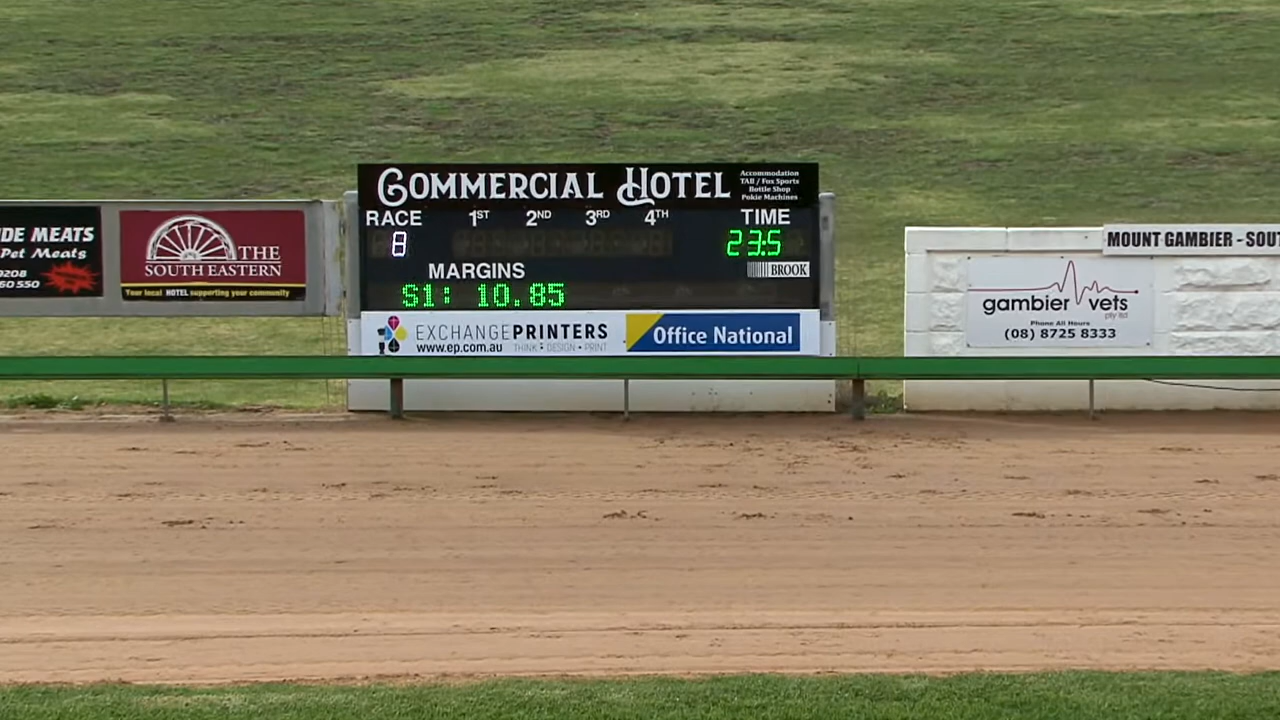 DE MEATS
Pet Meats
9208
60 550
THE
SOUTH EASTERN
Your local HOTEL supporting your community
COMMERCIAL HOTEL
Accommodation
TAB / Fox Sports
Bottle Shop
Pokie Machines
RACE 1ST 2ND 3RD 4TH TIME
8 23:5
MARGINS
BROOK
S1: 10.85
EXCHANGEPRINTERS
www.ep.com.au THINK • DESIGN • PRINT
Office National
MOUNT GAMBIER - SOUT
gambier vets
pty ltd
Phone All Hours
(08) 8725 8333